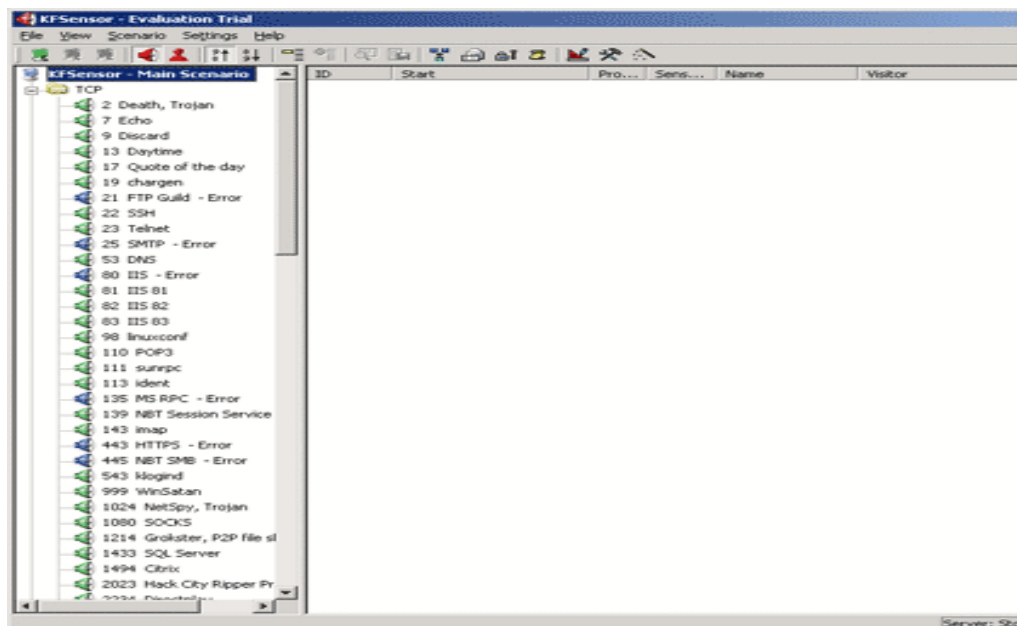 KFSensor - Evaluation Trial
File View Scenario Settings Help
KFSensor - Main Scenario
ID Start Pro... Sens... Name Visitor
TCP
2 Death, Trojan
7 Echo
9 Discard
13 Daytime
17 Quote of the day
19 chargen
21 FTP Guild - Error
22 SSH
23 Telnet
25 SMTP - Error
53 DNS
80 IIS - Error
81 IIS 81
82 IIS 82
83 IIS 83
98 linuxconf
110 POP3
111 sunrpc
113 ident
135 MS RPC - Error
139 NBT Session Service
143 imap
443 HTTPS - Error
445 NBT SMB - Error
543 klogind
999 WinSatan
1024 NetSpy, Trojan
1080 SOCKS
1214 Grokster, P2P file sl
1433 SQL Server
1494 Citrix
2023 Hack City Ripper Pr
Server: